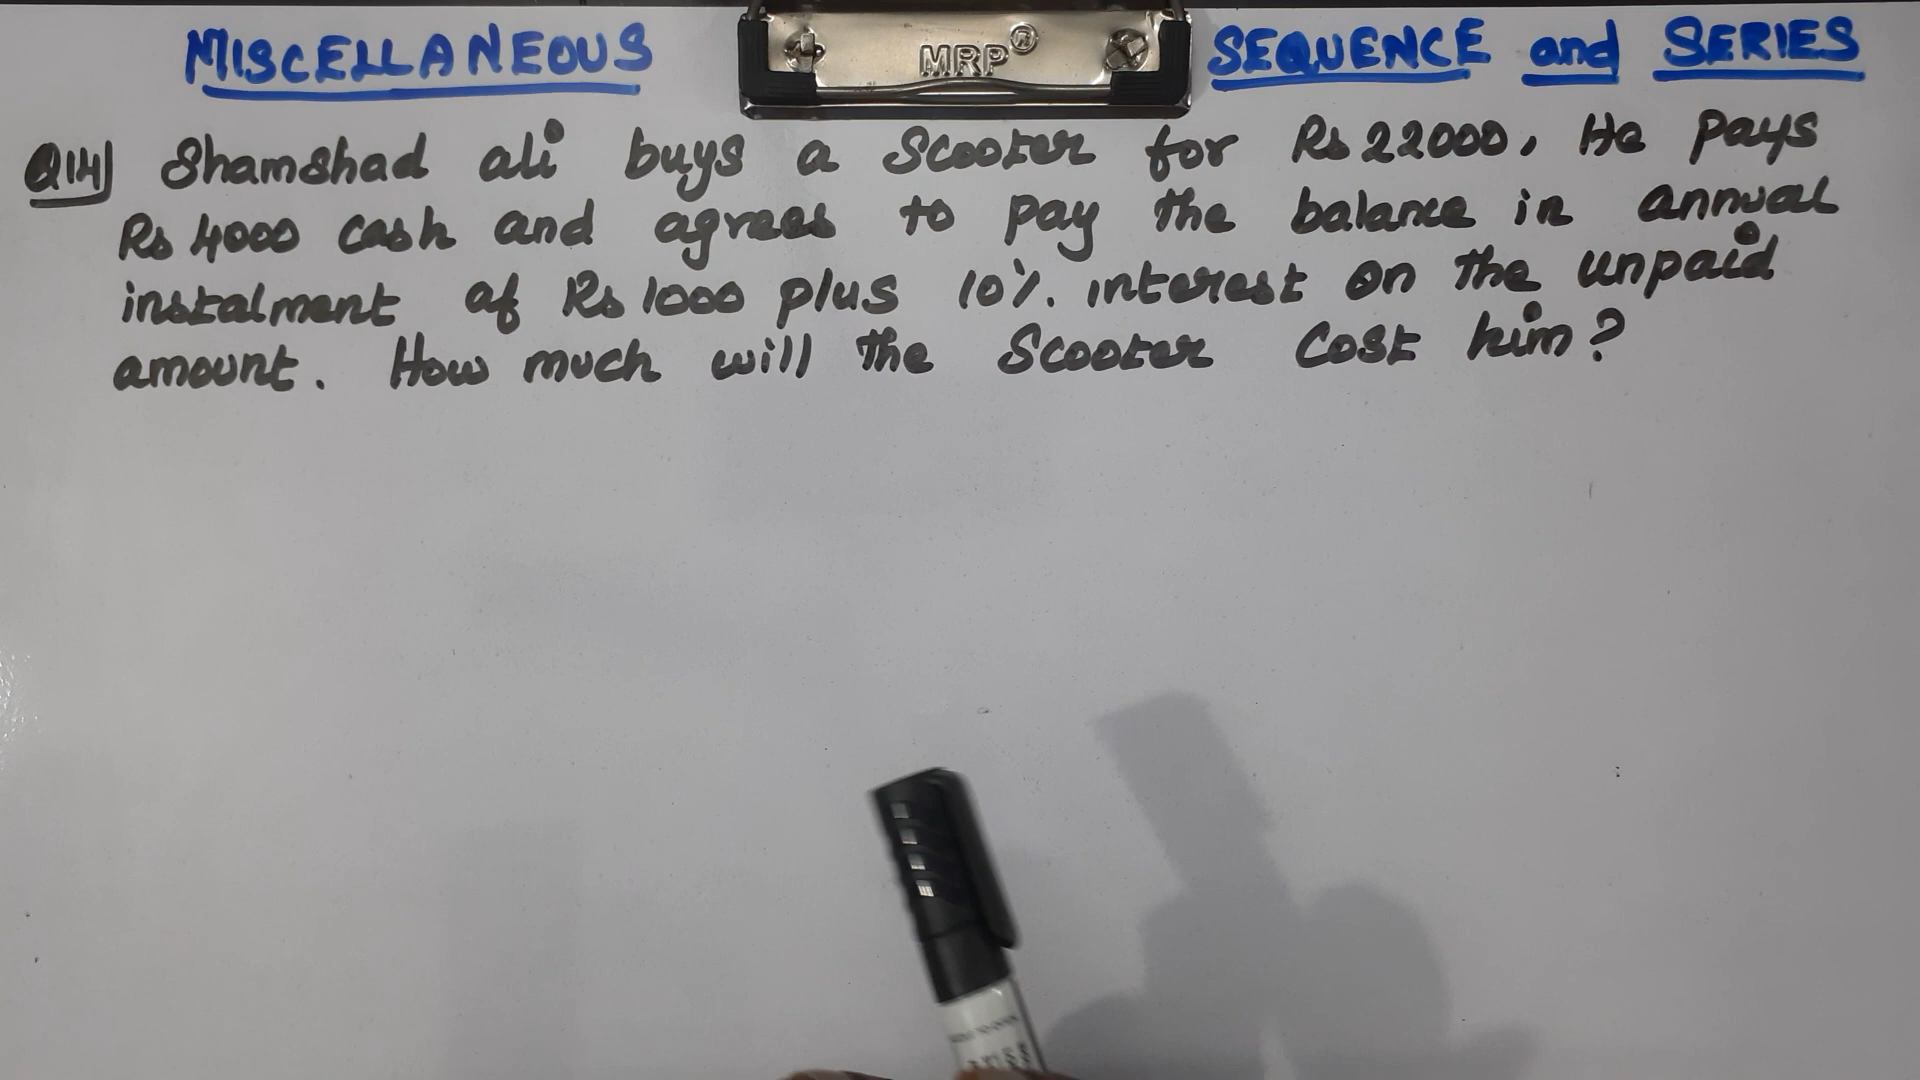 MISCELLANEOUS MRP® SEQUENCE and SERIES
Q14) Shamshad ali buys a Scooter for Rs 22000. He pays
Rs 4000 cash and agrees to pay the balance in annual
instalment of Rs 1000 plus 10%. interest on the unpaid
amount. How much will the Scooter Cost him?